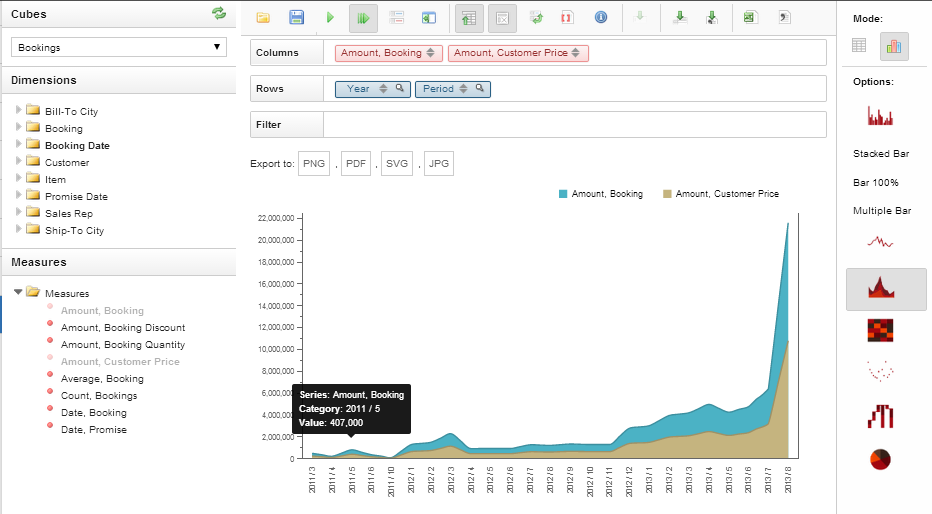 Cubes
Bookings
Dimensions
Bill-To City
Booking
Booking Date
Customer
Item
Promise Date
Sales Rep
Ship-To City
Measures
Measures
Amount, Booking
Amount, Booking Discount
Amount, Booking Quantity
Amount, Customer Price
Average, Booking
Count, Bookings
Date, Booking
Date, Promise
Columns Amount, Booking Amount, Customer Price
Rows Year Period
Filter
Export to: PNG , PDF , SVG , JPG
Amount, Booking Amount, Customer Price
22,000,000
20,000,000
18,000,000
16,000,000
14,000,000
12,000,000
10,000,000
8,000,000
6,000,000
4,000,000
2,000,000
0
Series: Amount, Booking
Category: 2011 / 5
Value: 407,000
2011 / 3
2011 / 4
2011 / 5
2011 / 6
2011 / 10
2012 / 1
2012 / 2
2012 / 3
2012 / 4
2012 / 5
2012 / 6
2012 / 7
2012 / 8
2012 / 9
2012 / 10
2012 / 11
2012 / 12
2013 / 1
2013 / 2
2013 / 3
2013 / 4
2013 / 5
2013 / 6
2013 / 7
2013 / 8
Mode:
Options:
Stacked Bar
Bar 100%
Multiple Bar